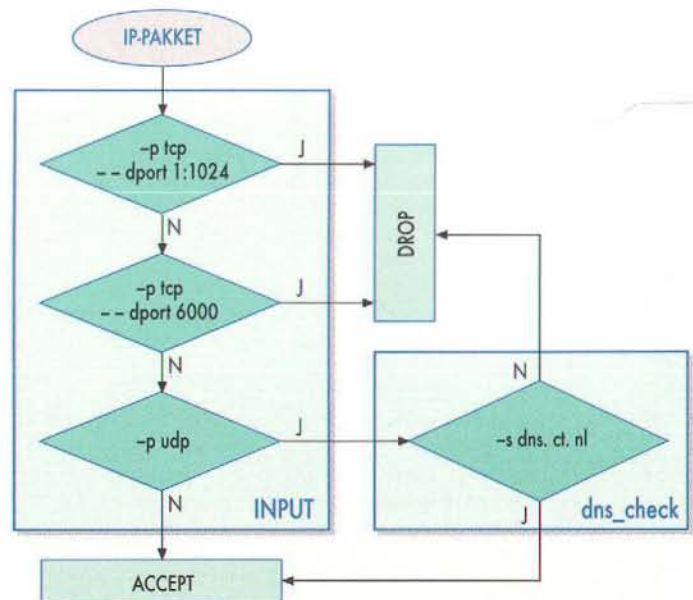 IP-PAKKET
–p tcp
– – dport 1:1024
J
N
DROP
–p tcp
– – dport 6000
J
N
N
–p udp
J
–s dns. ct. nl
N
INPUT
J
dns_check
ACCEPT